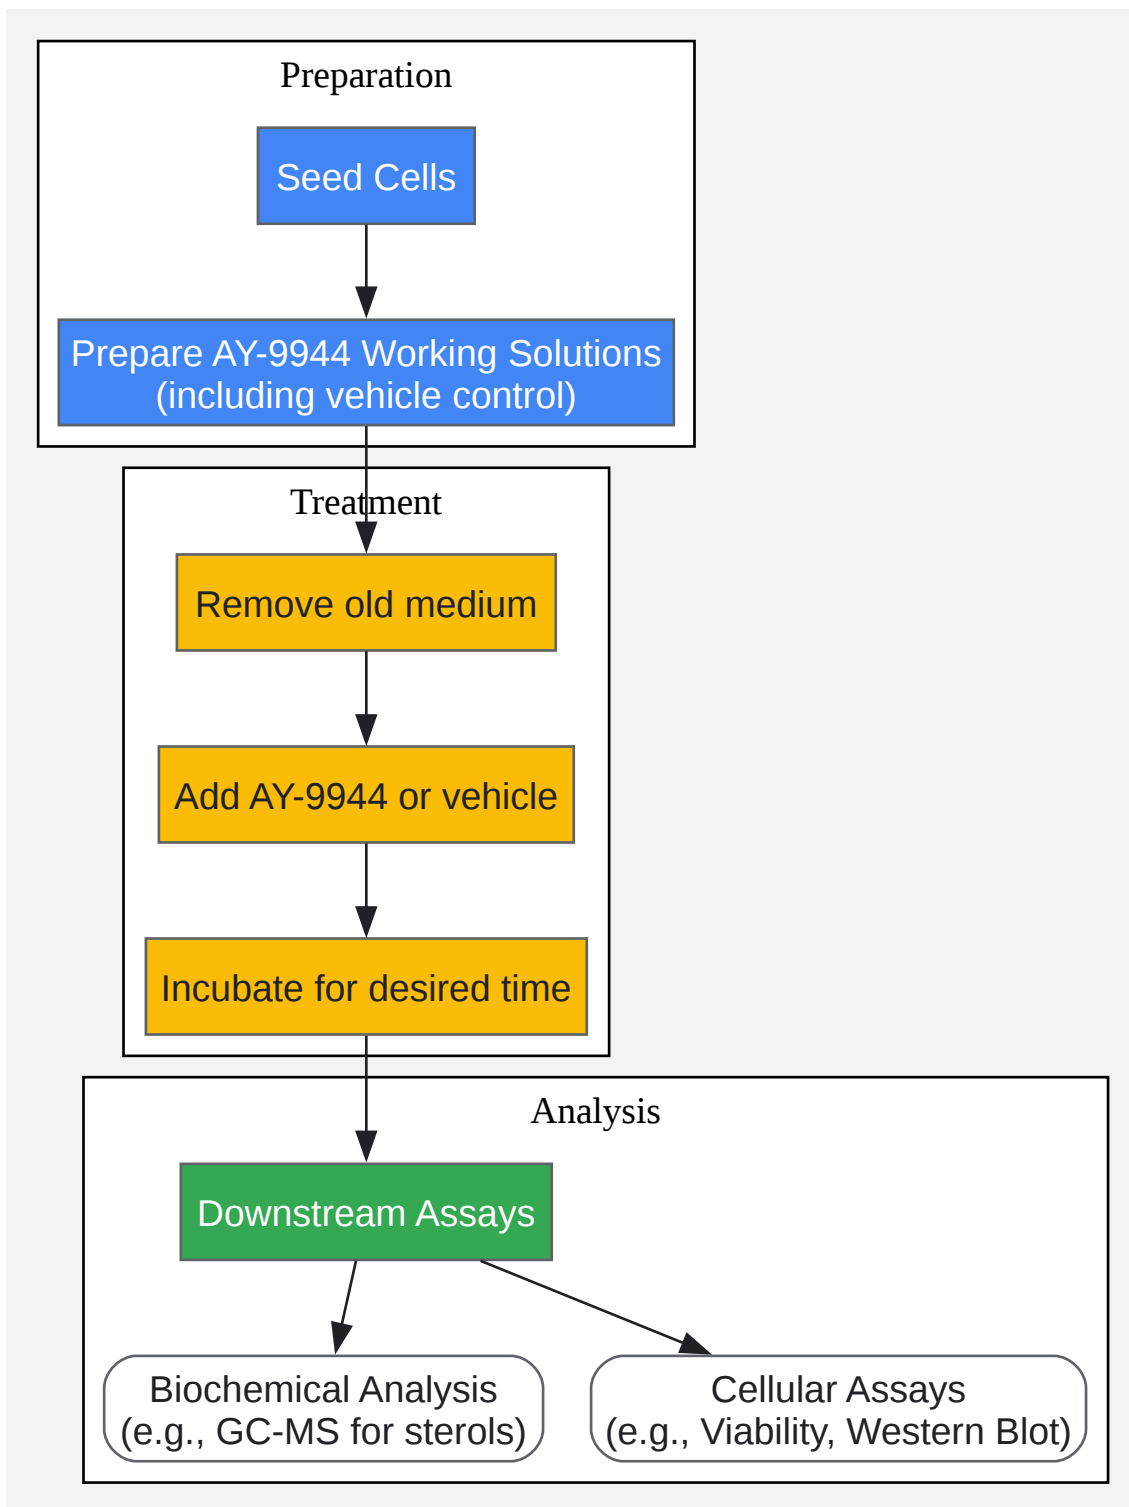 Preparation
Seed Cells
Prepare AY-9944 Working Solutions
(including vehicle control)
Treatment
Remove old medium
Add AY-9944 or vehicle
Incubate for desired time
Analysis
Downstream Assays
Biochemical Analysis
(e.g., GC-MS for sterols)
Cellular Assays
(e.g., Viability, Western Blot)